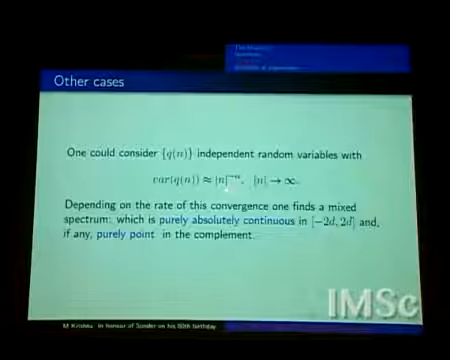 Other cases
One could consider {q(n)} independent random variables with
var(q(n)) ≈ |n|^{-α}, |n| → ∞.
Depending on the rate of this convergence one finds a mixed
spectrum: which is purely absolutely continuous in [−2d, 2d] and,
if any, purely point in the complement.
IMSc
M Krishna In honour of Sunder on his 60th birthday